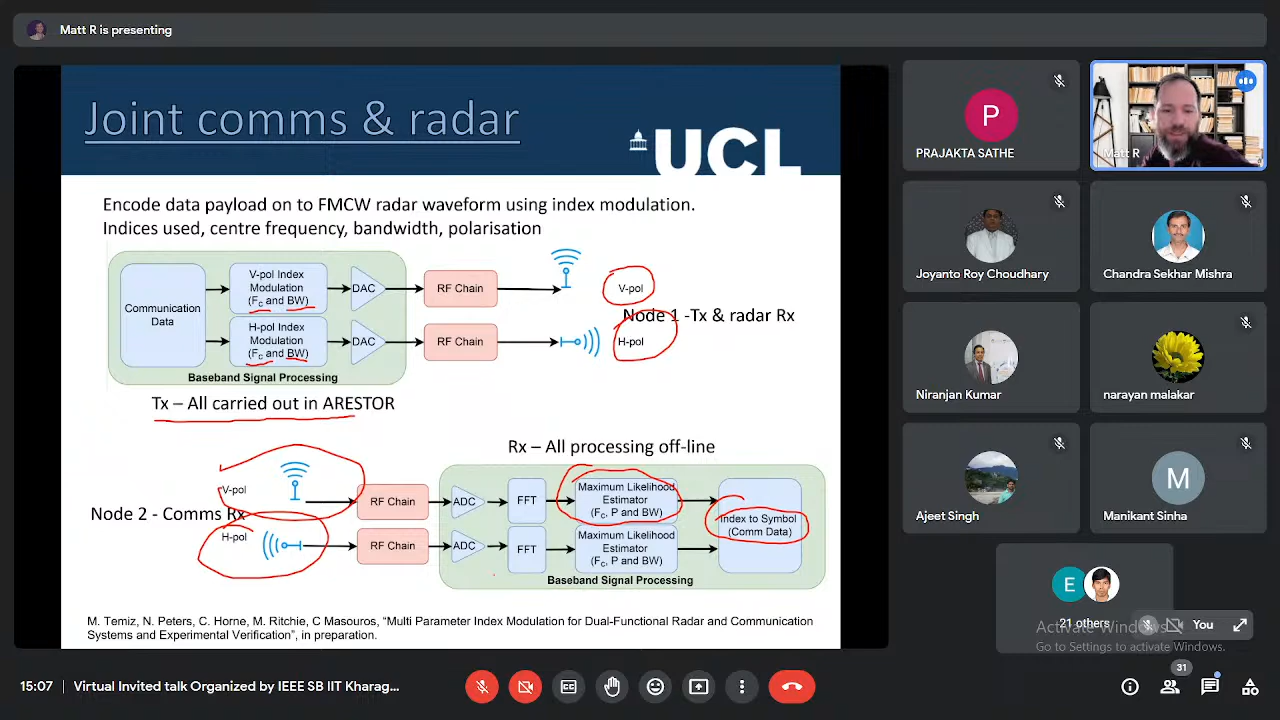 Matt R is presenting
Joint comms & radar
UCL
Encode data payload on to FMCW radar waveform using index modulation.
Indices used, centre frequency, bandwidth, polarisation
Communication
Data
V-pol Index
Modulation
(Fc and BW)
DAC
RF Chain
V-pol
H-pol Index
Modulation
(Fc and BW)
DAC
RF Chain
H-pol
Node 1 -Tx & radar Rx
Baseband Signal Processing
Tx – All carried out in ARESTOR
Rx – All processing off-line
V-pol
Node 2 - Comms Rx
H-pol
RF Chain
ADC
FFT
Maximum Likelihood
Estimator
(Fc, P and BW)
RF Chain
ADC
FFT
Maximum Likelihood
Estimator
(Fc, P and BW)
Index to Symbol
(Comm Data)
Baseband Signal Processing
M. Temiz, N. Peters, C. Horne, M. Ritchie, C Masouros, “Multi Parameter Index Modulation for Dual-Functional Radar and Communication
Systems and Experimental Verification”, in preparation.
P
PRAJAKTA SATHE
Matt R
Joyanto Roy Choudhary
Chandra Sekhar Mishra
Niranjan Kumar
narayan malakar
Ajeet Singh
M
Manikant Sinha
E
21 others
You
Activate Windows
Go to Settings to activate Windows.
15:07
Virtual Invited talk Organized by IEEE SB IIT Kharag...
31